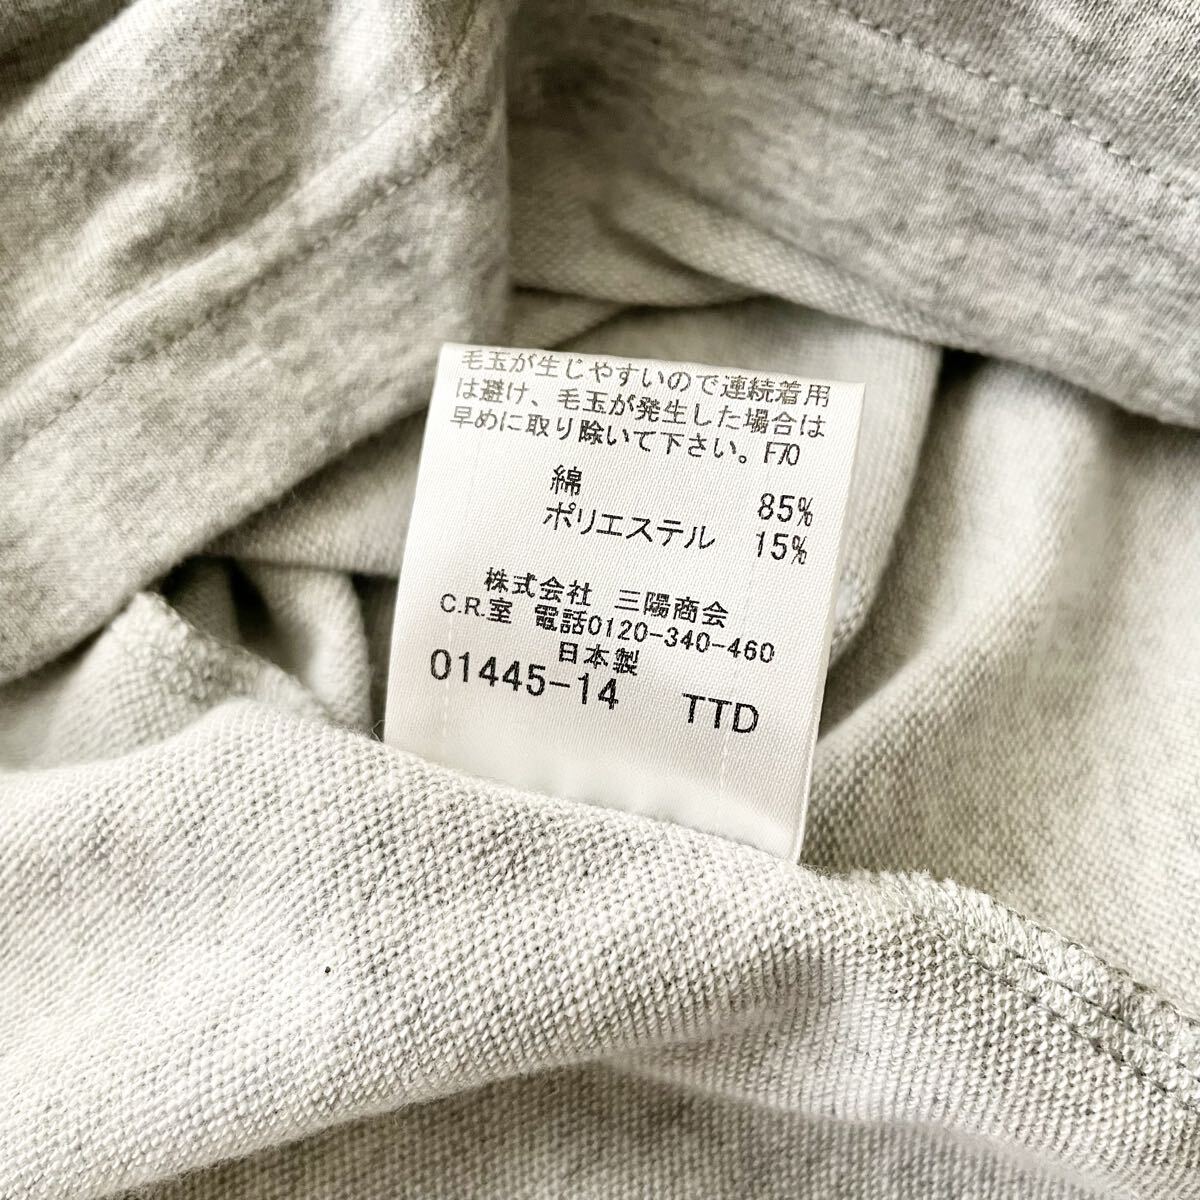 毛玉が生じやすいので連続着用
は避け、毛玉が発生した場合は
早めに取り除いて下さい。F70
綿 85%
ポリエステル 15%
株式会社 三陽商会
C.R.室 電話0120-340-460
日本製
01445-14 TTD